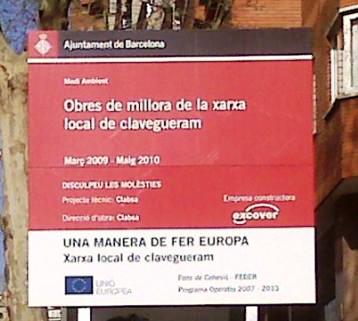 Ajuntament de Barcelona
Medi Ambient
Obres de millora de la xarxa
local de clavegueram
Març 2009 - Maig 2010
DISCULPEU LES MOLÈSTIES
Projecte tècnic: Clabsa
Empresa constructora
Direcció d'obra: Clabsa
excover
UNA MANERA DE FER EUROPA
Xarxa local de clavegueram
UNIÓ
EUROPEA
Fons de Cohesió - FEDER
Programa Operatiu 2007 - 2013